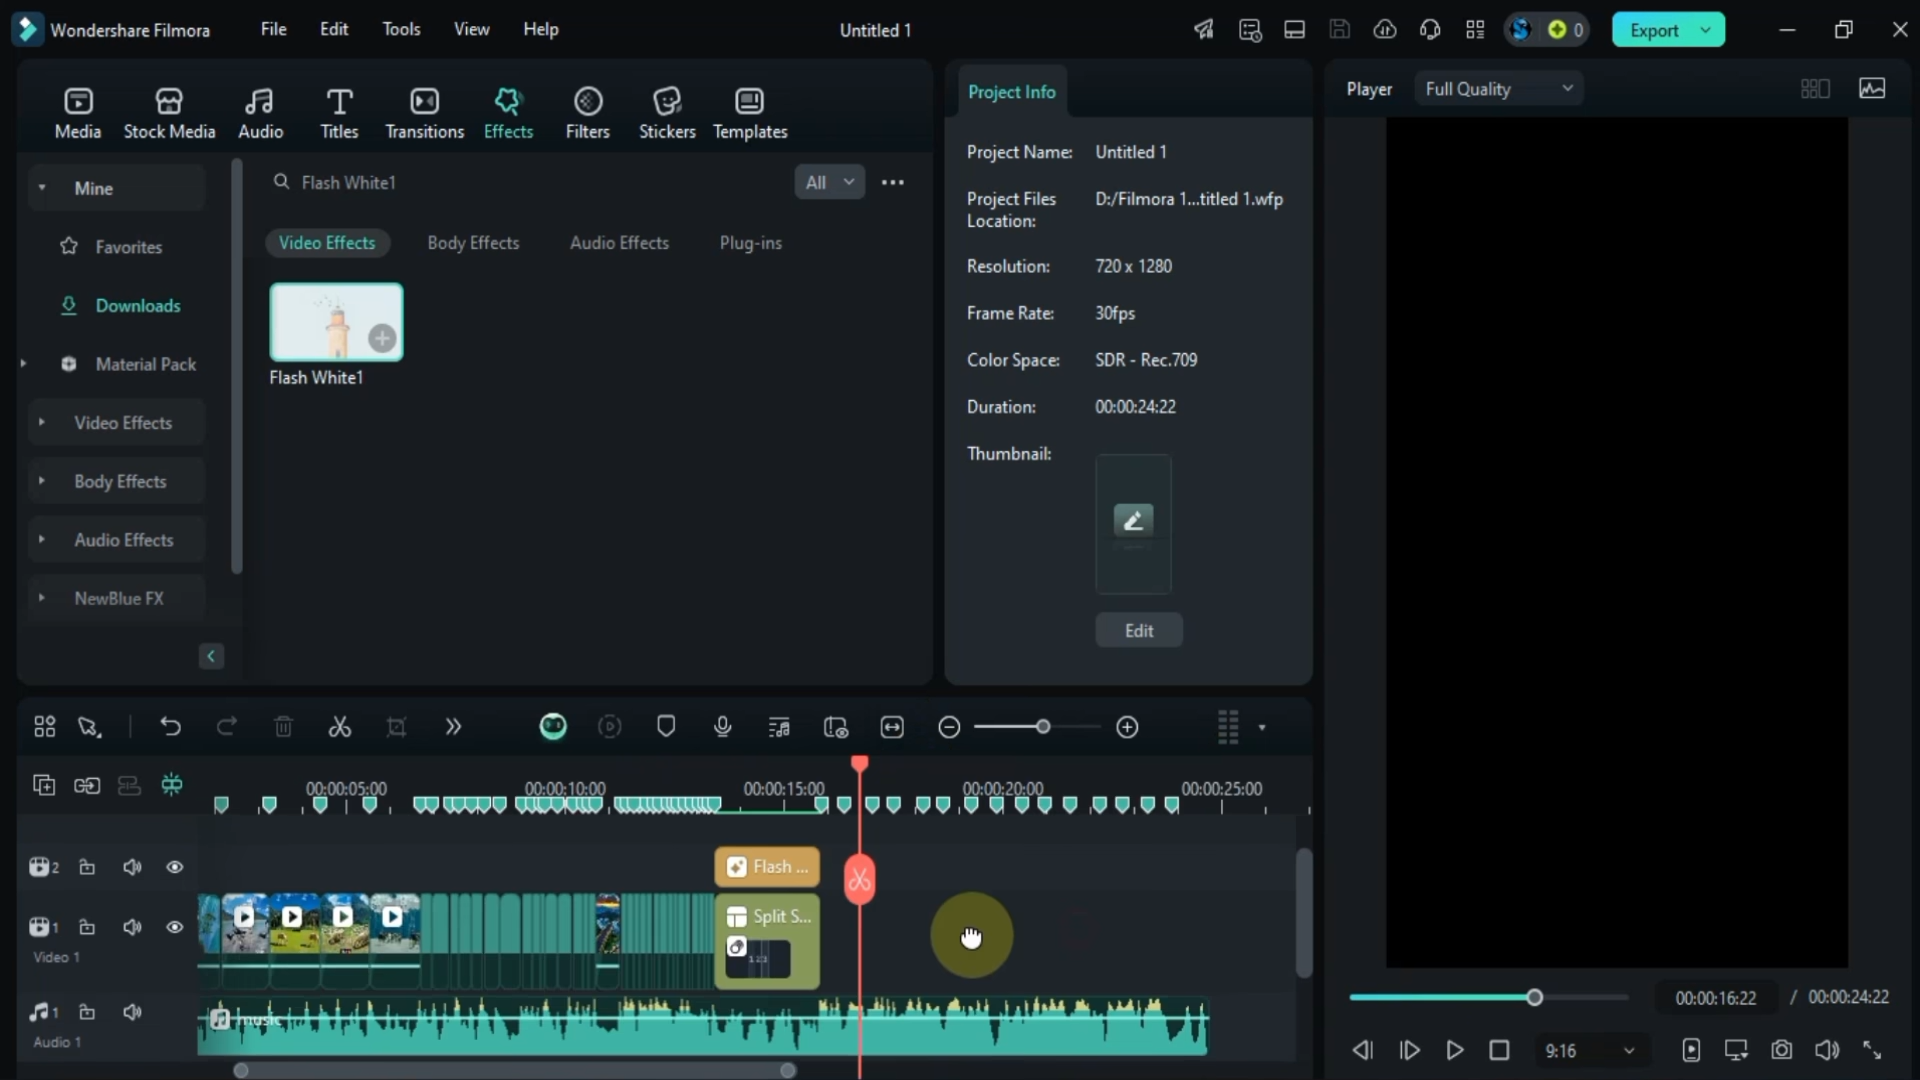 Wondershare Filmora File Edit Tools View Help Untitled 1 0 Export
Media Stock Media Audio Titles Transitions Effects Filters Stickers Templates
Mine
Favorites
Downloads
Material Pack
Video Effects
Body Effects
Audio Effects
NewBlue FX
Flash White1 All
Video Effects Body Effects Audio Effects Plug-ins
Flash White1
Project Info
Project Name: Untitled 1
Project Files Location: D:/Filmora 1...titled 1.wfp
Resolution: 720 x 1280
Frame Rate: 30fps
Color Space: SDR - Rec.709
Duration: 00:00:24:22
Thumbnail:
Edit
Player Full Quality
00:00:05:00 00:00:10:00 00:00:15:00 00:00:20:00 00:00:25:00
2 Flash ...
1 Split S...
1 2 3
Video 1
1 music
Audio 1
00:00:16:22 / 00:00:24:22
9:16